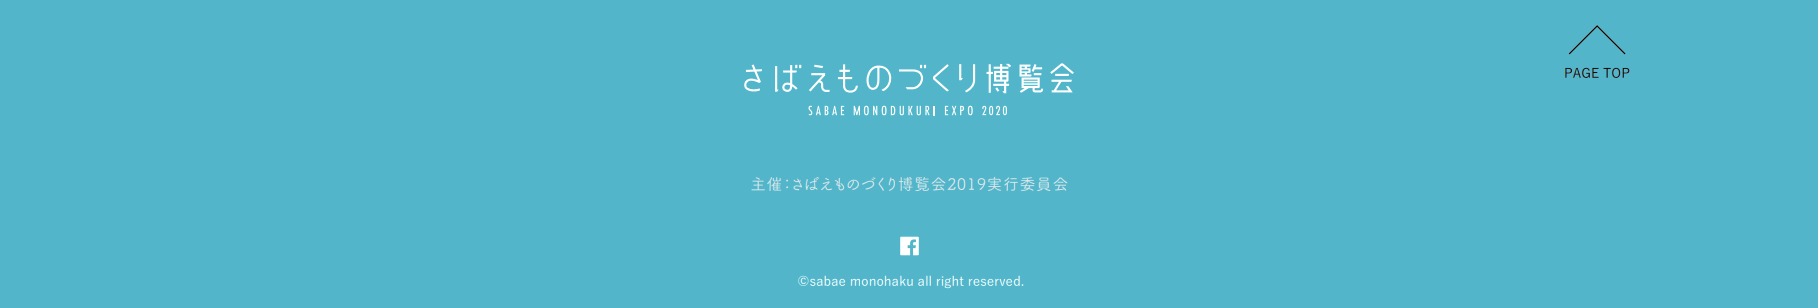 さばえものづくり博覧会
SABAE MONODUKURI EXPO 2020
PAGE TOP
主催：さばえものづくり博覧会2019実行委員会
©sabae monohaku all right reserved.